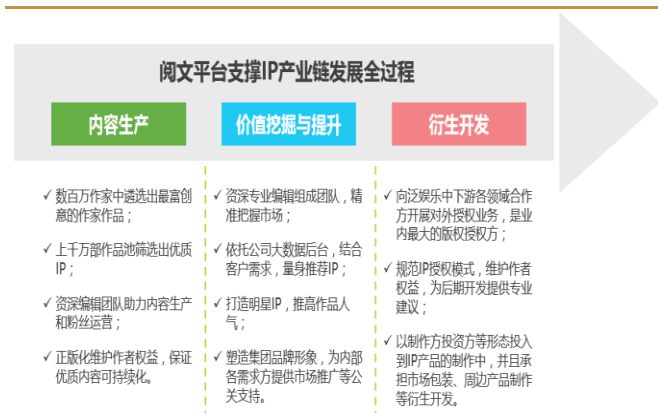 阅文平台支撑IP产业链发展全过程
内容生产
价值挖掘与提升
衍生开发
✓ 数百万作家中遴选出最富创
意的作家作品；
✓ 上千万部作品池筛选出优质
IP；
✓ 资深编辑团队助力内容生产
和粉丝运营；
✓ 正版化维护作者权益，保证
优质内容可持续化。
✓ 资深专业编辑组成团队，精
准把握市场；
✓ 依托公司大数据后台，结合
客户需求，量身推荐IP；
✓ 打造明星IP，推高作品人
气；
✓ 塑造集团品牌形象，为内部
各需求方提供市场推广等公
关支持。
✓ 向泛娱乐中下游各领域合作
方开展对外授权业务，是业
内最大的版权授权方；
✓ 规范IP授权模式，维护作者
权益，为后期开发提供专业
建议；
✓ 以制作方投资方等形态投入
到IP产品的制作中，并且承
担市场包装、周边产品制作
等衍生开发。